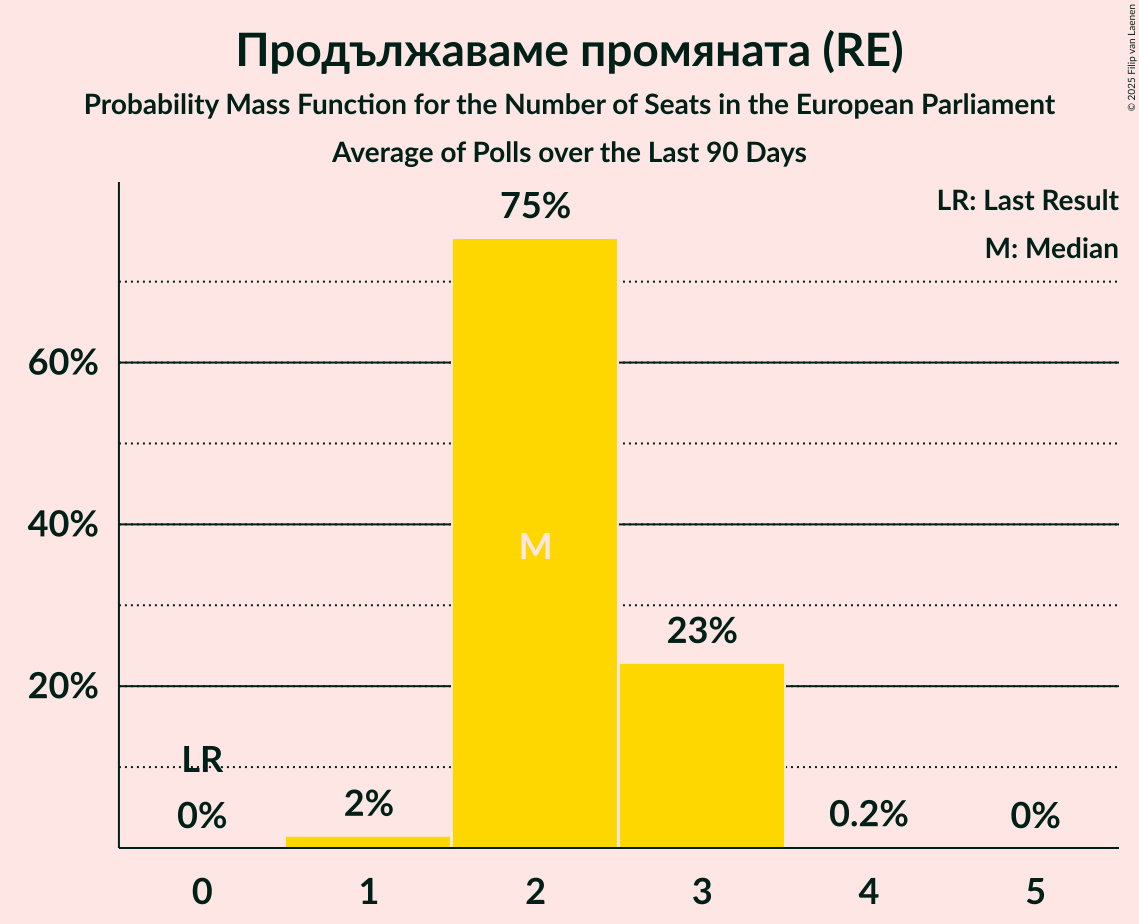 Продължаваме промяната (RE)
Probability Mass Function for the Number of Seats in the European Parliament
Average of Polls over the Last 90 Days
© 2025 Filip van Laenen
LR: Last Result
M: Median
75%
60%
40%
M
23%
20%
LR
0%
2%
0.2%
0%
0 1 2 3 4 5